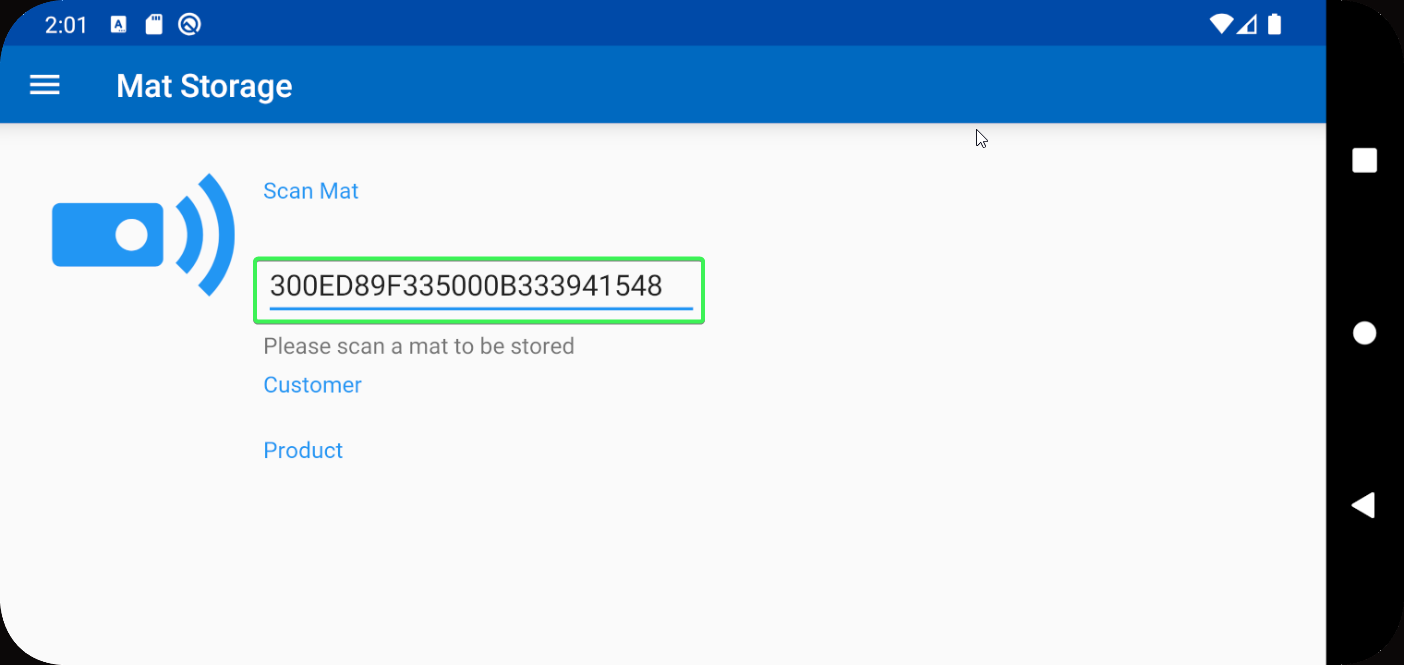 2:01
Mat Storage
Scan Mat
300ED89F335000B333941548
Please scan a mat to be stored
Customer
Product